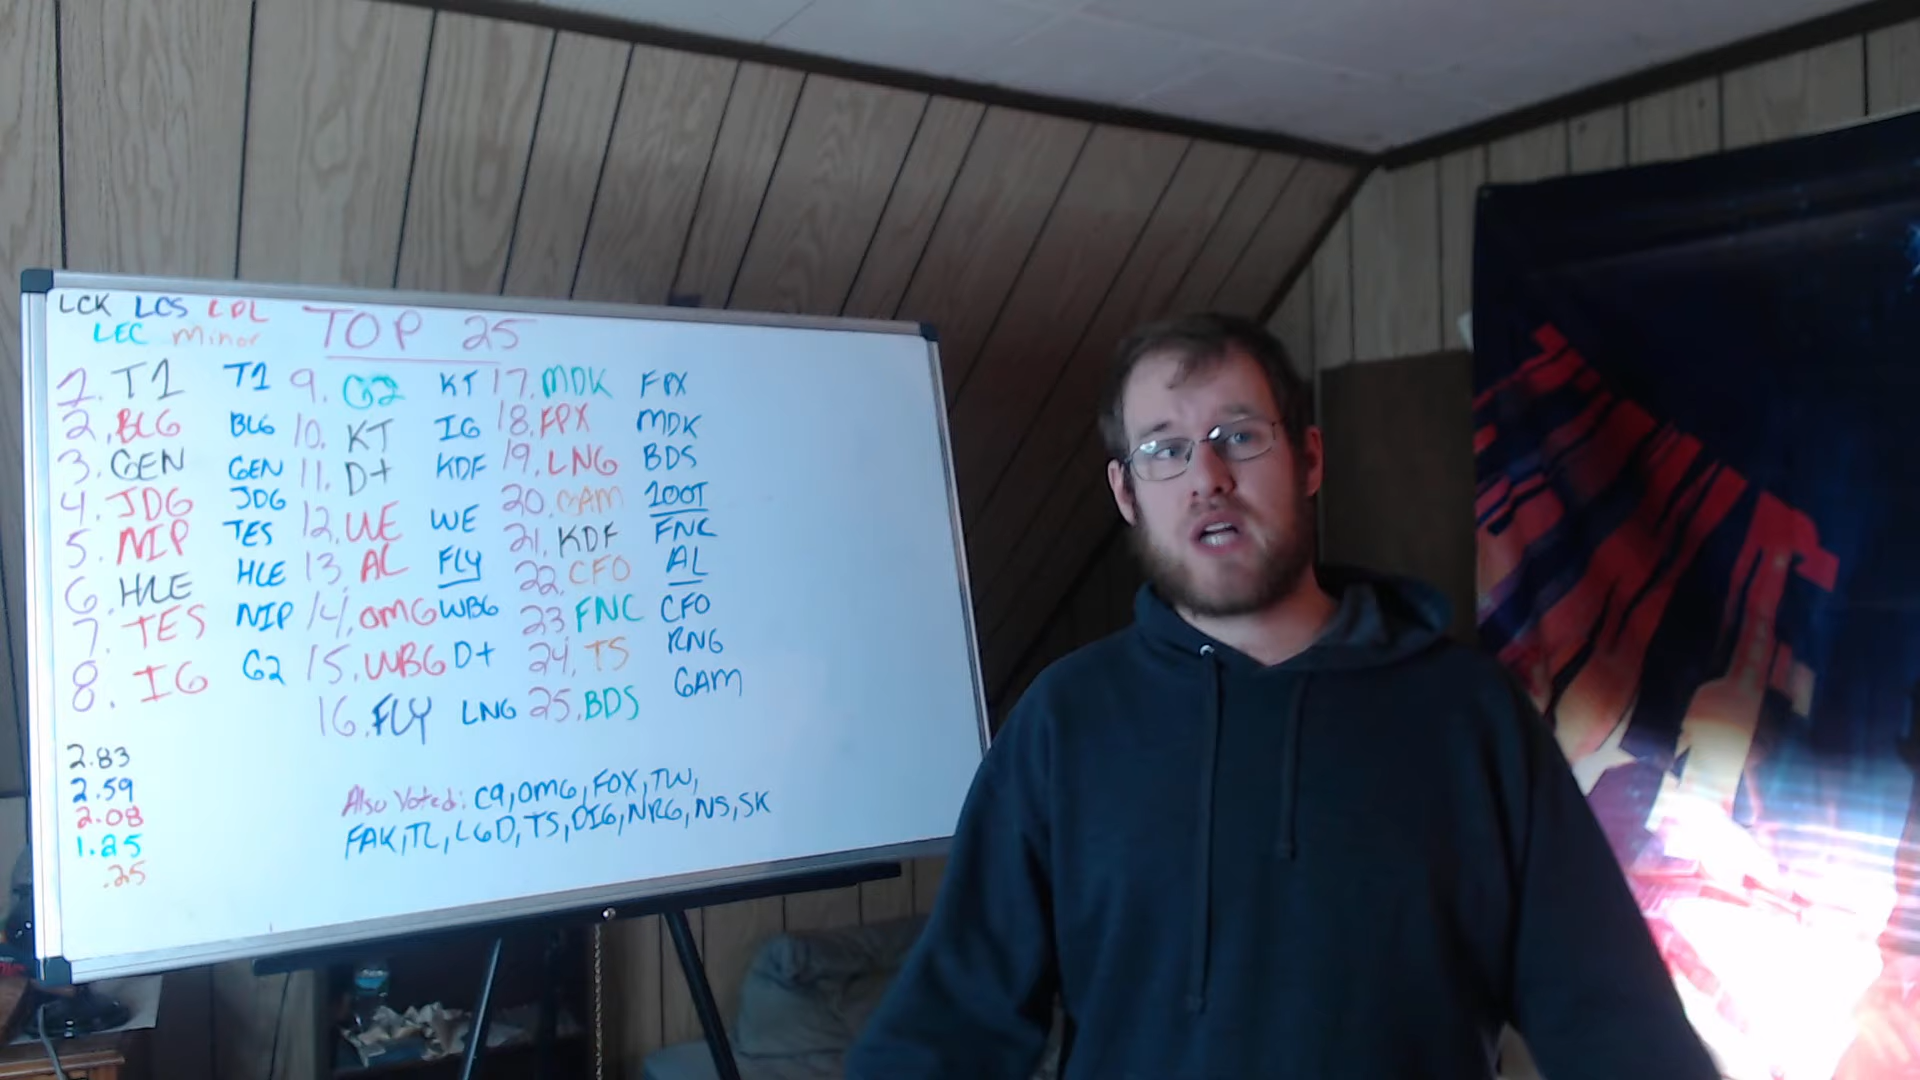 LCK LCS LPL
LEC Minor
TOP 25
1. T1 T1
2. BLG BLG
3. GEN GEN
4. JDG JDG
5. NIP TES
6. HLE HLE
7. TES NIP
8. IG G2
9. G2 KT
10. KT IG
11. D+ KDF
12. WE WE
13. AL FLY
14. OMG WBG
15. WBG D+
16. FLY LNG
17. MDK FPX
18. FPX MDK
19. LNG BDS
20. GAM 100T
21. KDF FNC
22. CFO AL
23 FNC CFO
24. TS RNG
25. BDS GAM
2.83
2.59
2.08
1.25
.25
Also Voted: C9, OMG, FOX, TW,
FAK, TL, LGD, TS, DIG, NRG, NS, SK